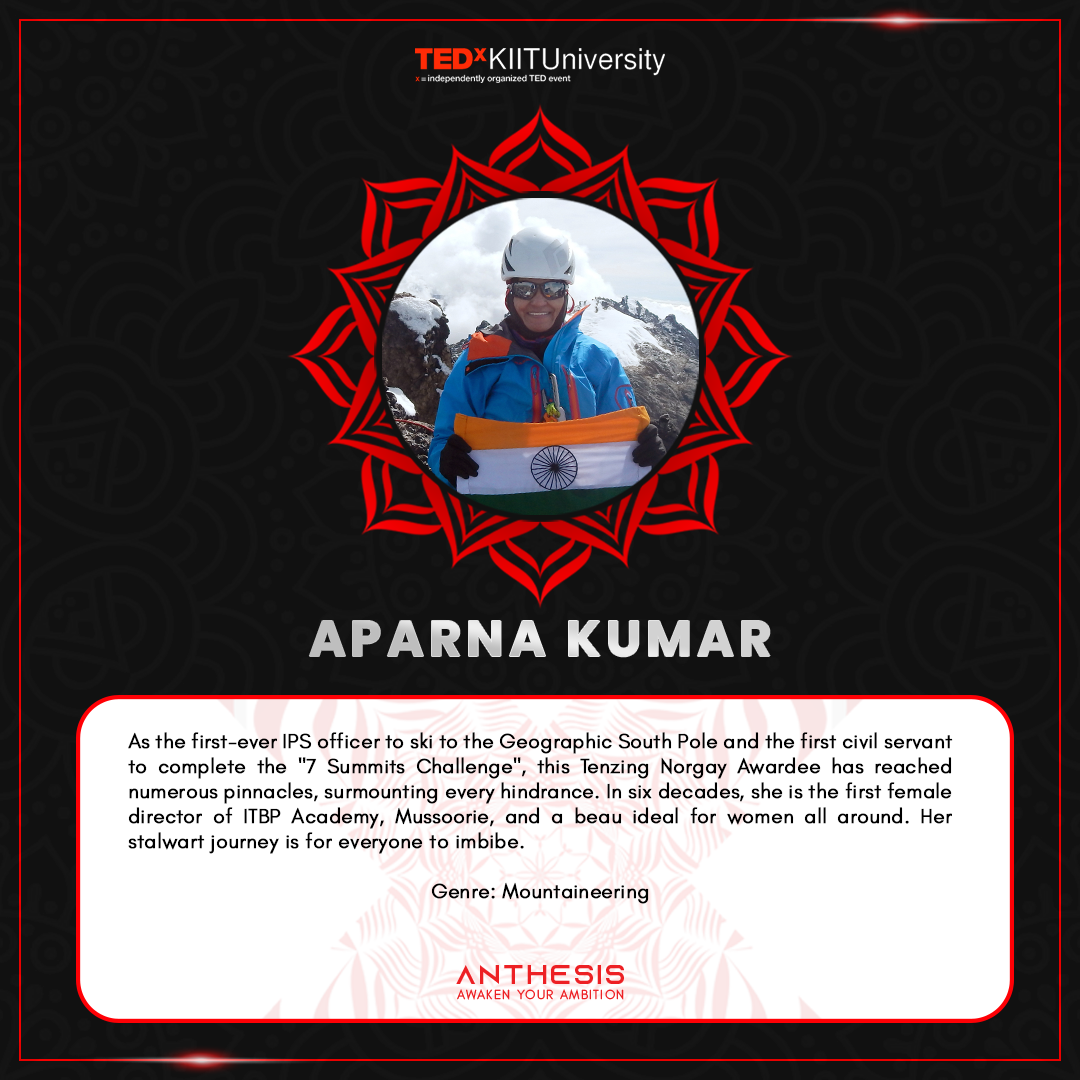 TEDxKIITUniversity
x = independently organized TED event
APARNA KUMAR
As the first-ever IPS officer to ski to the Geographic South Pole and the first civil servant
to complete the "7 Summits Challenge", this Tenzing Norgay Awardee has reached
numerous pinnacles, surmounting every hindrance. In six decades, she is the first female
director of ITBP Academy, Mussoorie, and a beau ideal for women all around. Her
stalwart journey is for everyone to imbibe.
Genre: Mountaineering
ANTHESIS
AWAKEN YOUR AMBITION